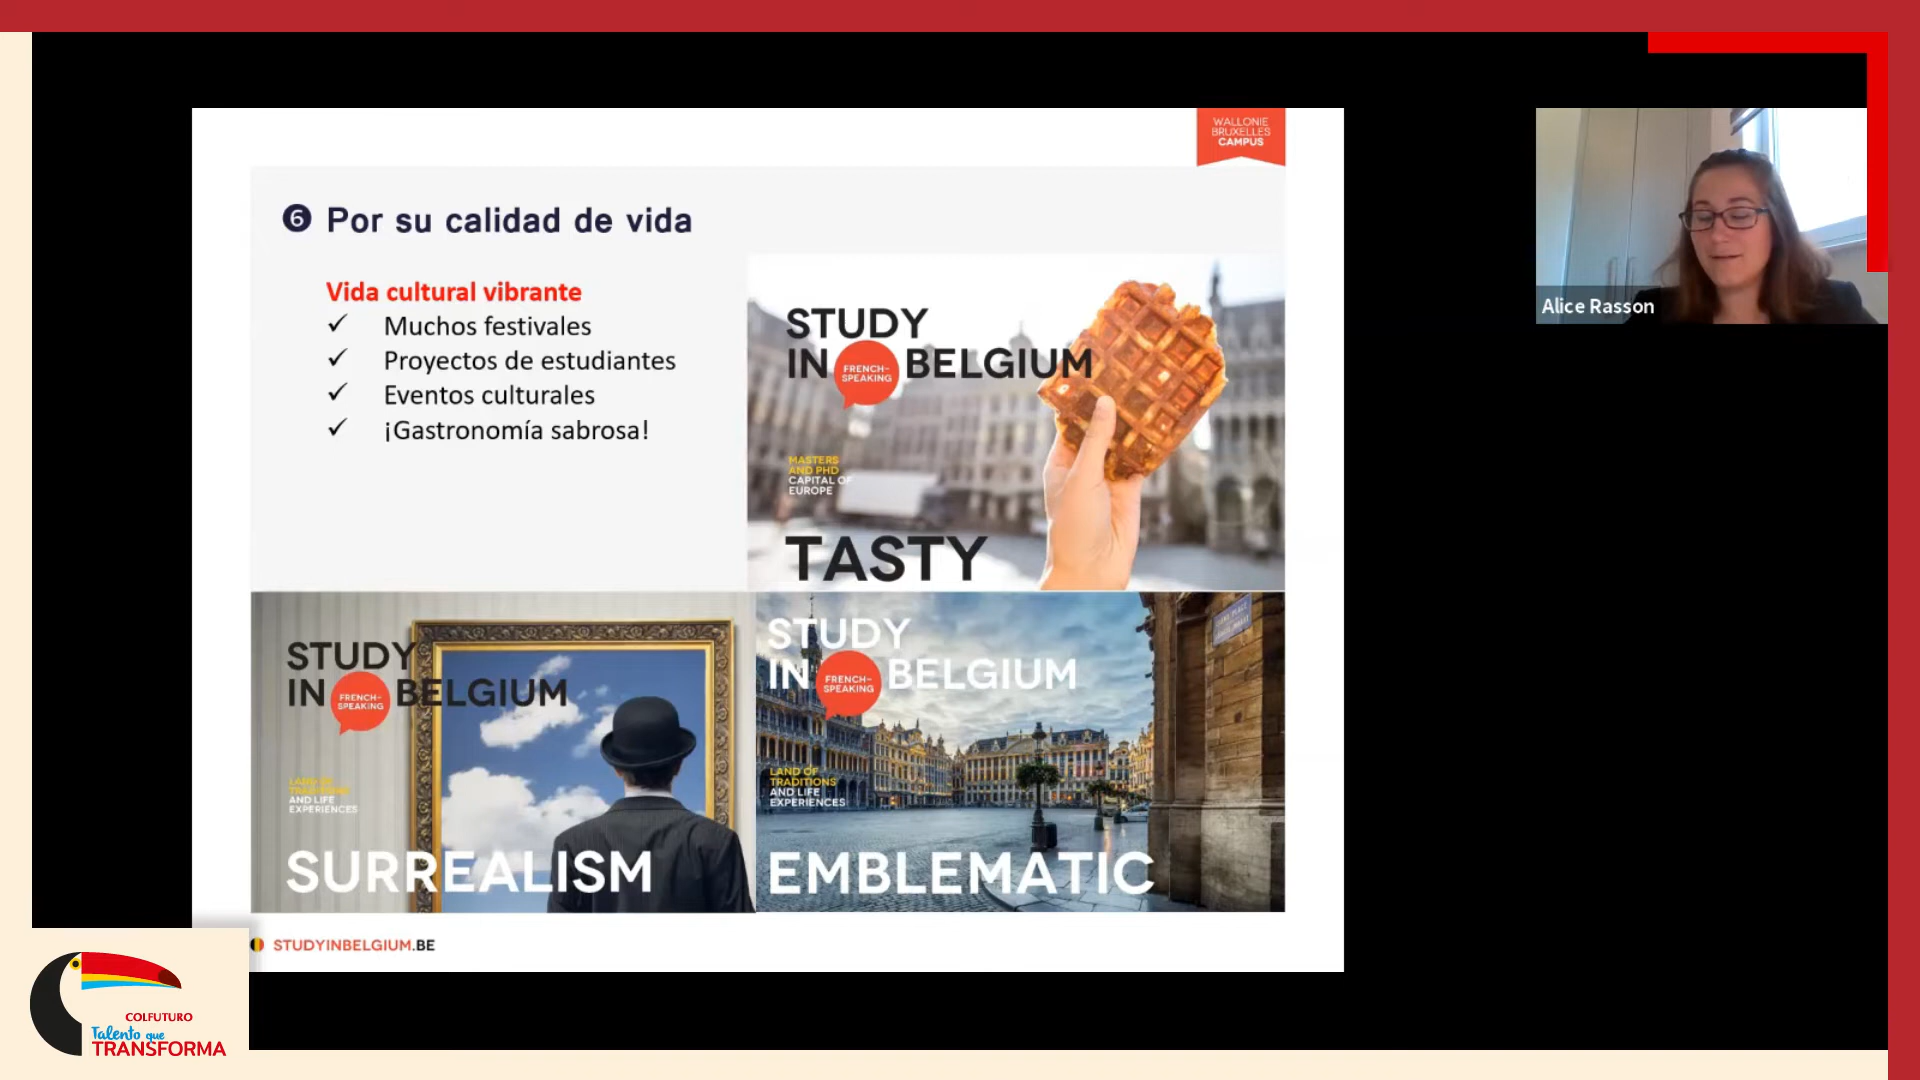 WALLONIE
BRUXELLES
CAMPUS
6 Por su calidad de vida
Vida cultural vibrante
✓ Muchos festivales
✓ Proyectos de estudiantes
✓ Eventos culturales
✓ ¡Gastronomía sabrosa!
STUDY
IN FRENCH-SPEAKING BELGIUM
MASTERS
AND PHD
CAPITAL OF
EUROPE
TASTY
STUDY
IN FRENCH-SPEAKING BELGIUM
LAND OF
TRADITIONS
AND LIFE
EXPERIENCES
SURREALISM
STUDY
IN FRENCH-SPEAKING BELGIUM
LAND OF
TRADITIONS
AND LIFE
EXPERIENCES
EMBLEMATIC
STUDYINBELGIUM.BE
Alice Rasson
COLFUTURO
Talento que
TRANSFORMA